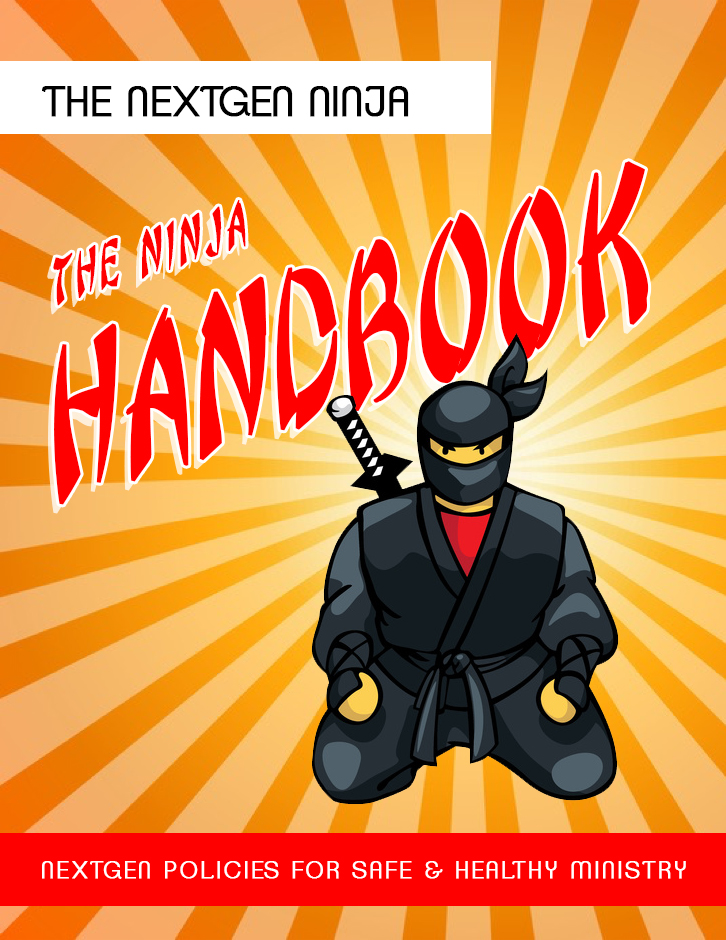 THE NEXTGEN NINJA
THE NINJA
HANDBOOK
NEXTGEN POLICIES FOR SAFE & HEALTHY MINISTRY